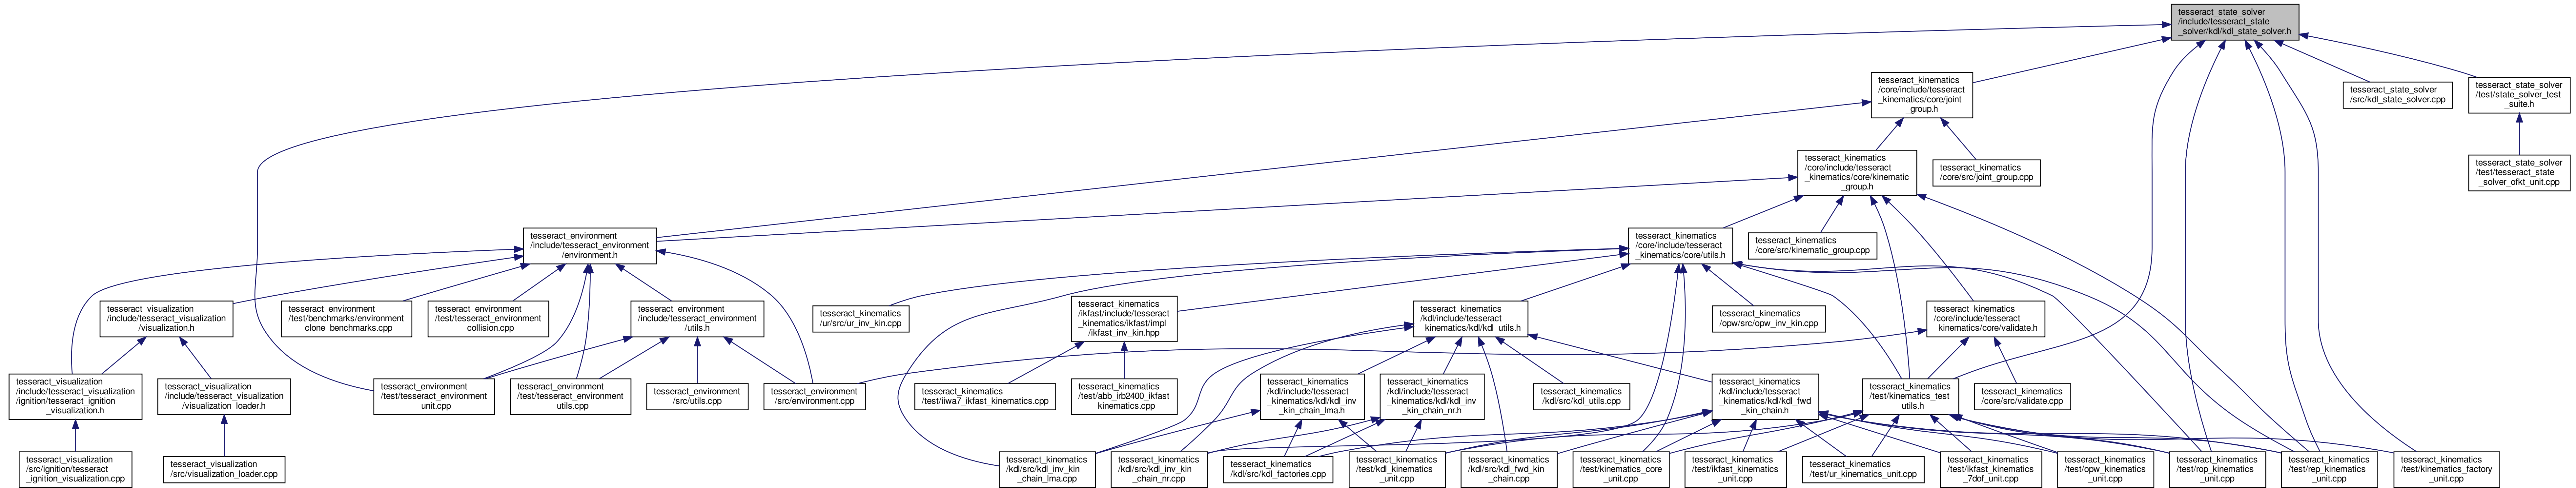 tesseract_state_solver
/include/tesseract_state
_solver/kdl/kdl_state_solver.h
tesseract_kinematics
/core/include/tesseract
_kinematics/core/joint
_group.h
tesseract_state_solver
/src/kdl_state_solver.cpp
tesseract_state_solver
/test/state_solver_test
_suite.h
tesseract_kinematics
/core/include/tesseract
_kinematics/core/kinematic
_group.h
tesseract_kinematics
/core/src/joint_group.cpp
tesseract_state_solver
/test/tesseract_state
_solver_ofkt_unit.cpp
tesseract_environment
/include/tesseract_environment
/environment.h
tesseract_kinematics
/core/include/tesseract
_kinematics/core/utils.h
tesseract_kinematics
/core/src/kinematic_group.cpp
tesseract_visualization
/include/tesseract_visualization
/visualization.h
tesseract_environment
/test/benchmarks/environment
_clone_benchmarks.cpp
tesseract_environment
/test/tesseract_environment
_collision.cpp
tesseract_environment
/include/tesseract_environment
/utils.h
tesseract_kinematics
/ur/src/ur_inv_kin.cpp
tesseract_kinematics
/ikfast/include/tesseract
_kinematics/ikfast/impl
/ikfast_inv_kin.hpp
tesseract_kinematics
/kdl/include/tesseract
_kinematics/kdl/kdl_utils.h
tesseract_kinematics
/opw/src/opw_inv_kin.cpp
tesseract_kinematics
/core/include/tesseract
_kinematics/core/validate.h
tesseract_visualization
/include/tesseract_visualization
/ignition/tesseract_ignition
_visualization.h
tesseract_visualization
/include/tesseract_visualization
/visualization_loader.h
tesseract_environment
/test/tesseract_environment
_unit.cpp
tesseract_environment
/test/tesseract_environment
_utils.cpp
tesseract_environment
/src/utils.cpp
tesseract_environment
/src/environment.cpp
tesseract_kinematics
/test/iiwa7_ikfast_kinematics.cpp
tesseract_kinematics
/test/abb_irb2400_ikfast
_kinematics.cpp
tesseract_kinematics
/kdl/include/tesseract
_kinematics/kdl/kdl_inv
_kin_chain_lma.h
tesseract_kinematics
/kdl/include/tesseract
_kinematics/kdl/kdl_inv
_kin_chain_nr.h
tesseract_kinematics
/kdl/src/kdl_utils.cpp
tesseract_kinematics
/kdl/include/tesseract
_kinematics/kdl/kdl_fwd
_kin_chain.h
tesseract_kinematics
/test/kinematics_test
_utils.h
tesseract_kinematics
/core/src/validate.cpp
tesseract_visualization
/src/ignition/tesseract
_ignition_visualization.cpp
tesseract_visualization
/src/visualization_loader.cpp
tesseract_kinematics
/kdl/src/kdl_inv_kin
_chain_lma.cpp
tesseract_kinematics
/kdl/src/kdl_inv_kin
_chain_nr.cpp
tesseract_kinematics
/kdl/src/kdl_factories.cpp
tesseract_kinematics
/test/kdl_kinematics
_unit.cpp
tesseract_kinematics
/kdl/src/kdl_fwd_kin
_chain.cpp
tesseract_kinematics
/test/kinematics_core
_unit.cpp
tesseract_kinematics
/test/ikfast_kinematics
_unit.cpp
tesseract_kinematics
/test/ur_kinematics_unit.cpp
tesseract_kinematics
/test/ikfast_kinematics
_7dof_unit.cpp
tesseract_kinematics
/test/opw_kinematics
_unit.cpp
tesseract_kinematics
/test/rop_kinematics
_unit.cpp
tesseract_kinematics
/test/rep_kinematics
_unit.cpp
tesseract_kinematics
/test/kinematics_factory
_unit.cpp